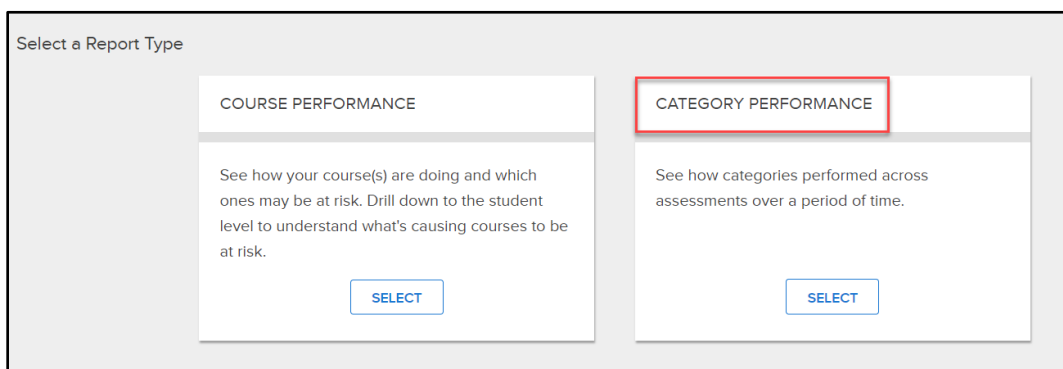 Select a Report Type
COURSE PERFORMANCE
See how your course(s) are doing and which
ones may be at risk. Drill down to the student
level to understand what's causing courses to be
at risk.
SELECT
CATEGORY PERFORMANCE
See how categories performed across
assessments over a period of time.
SELECT